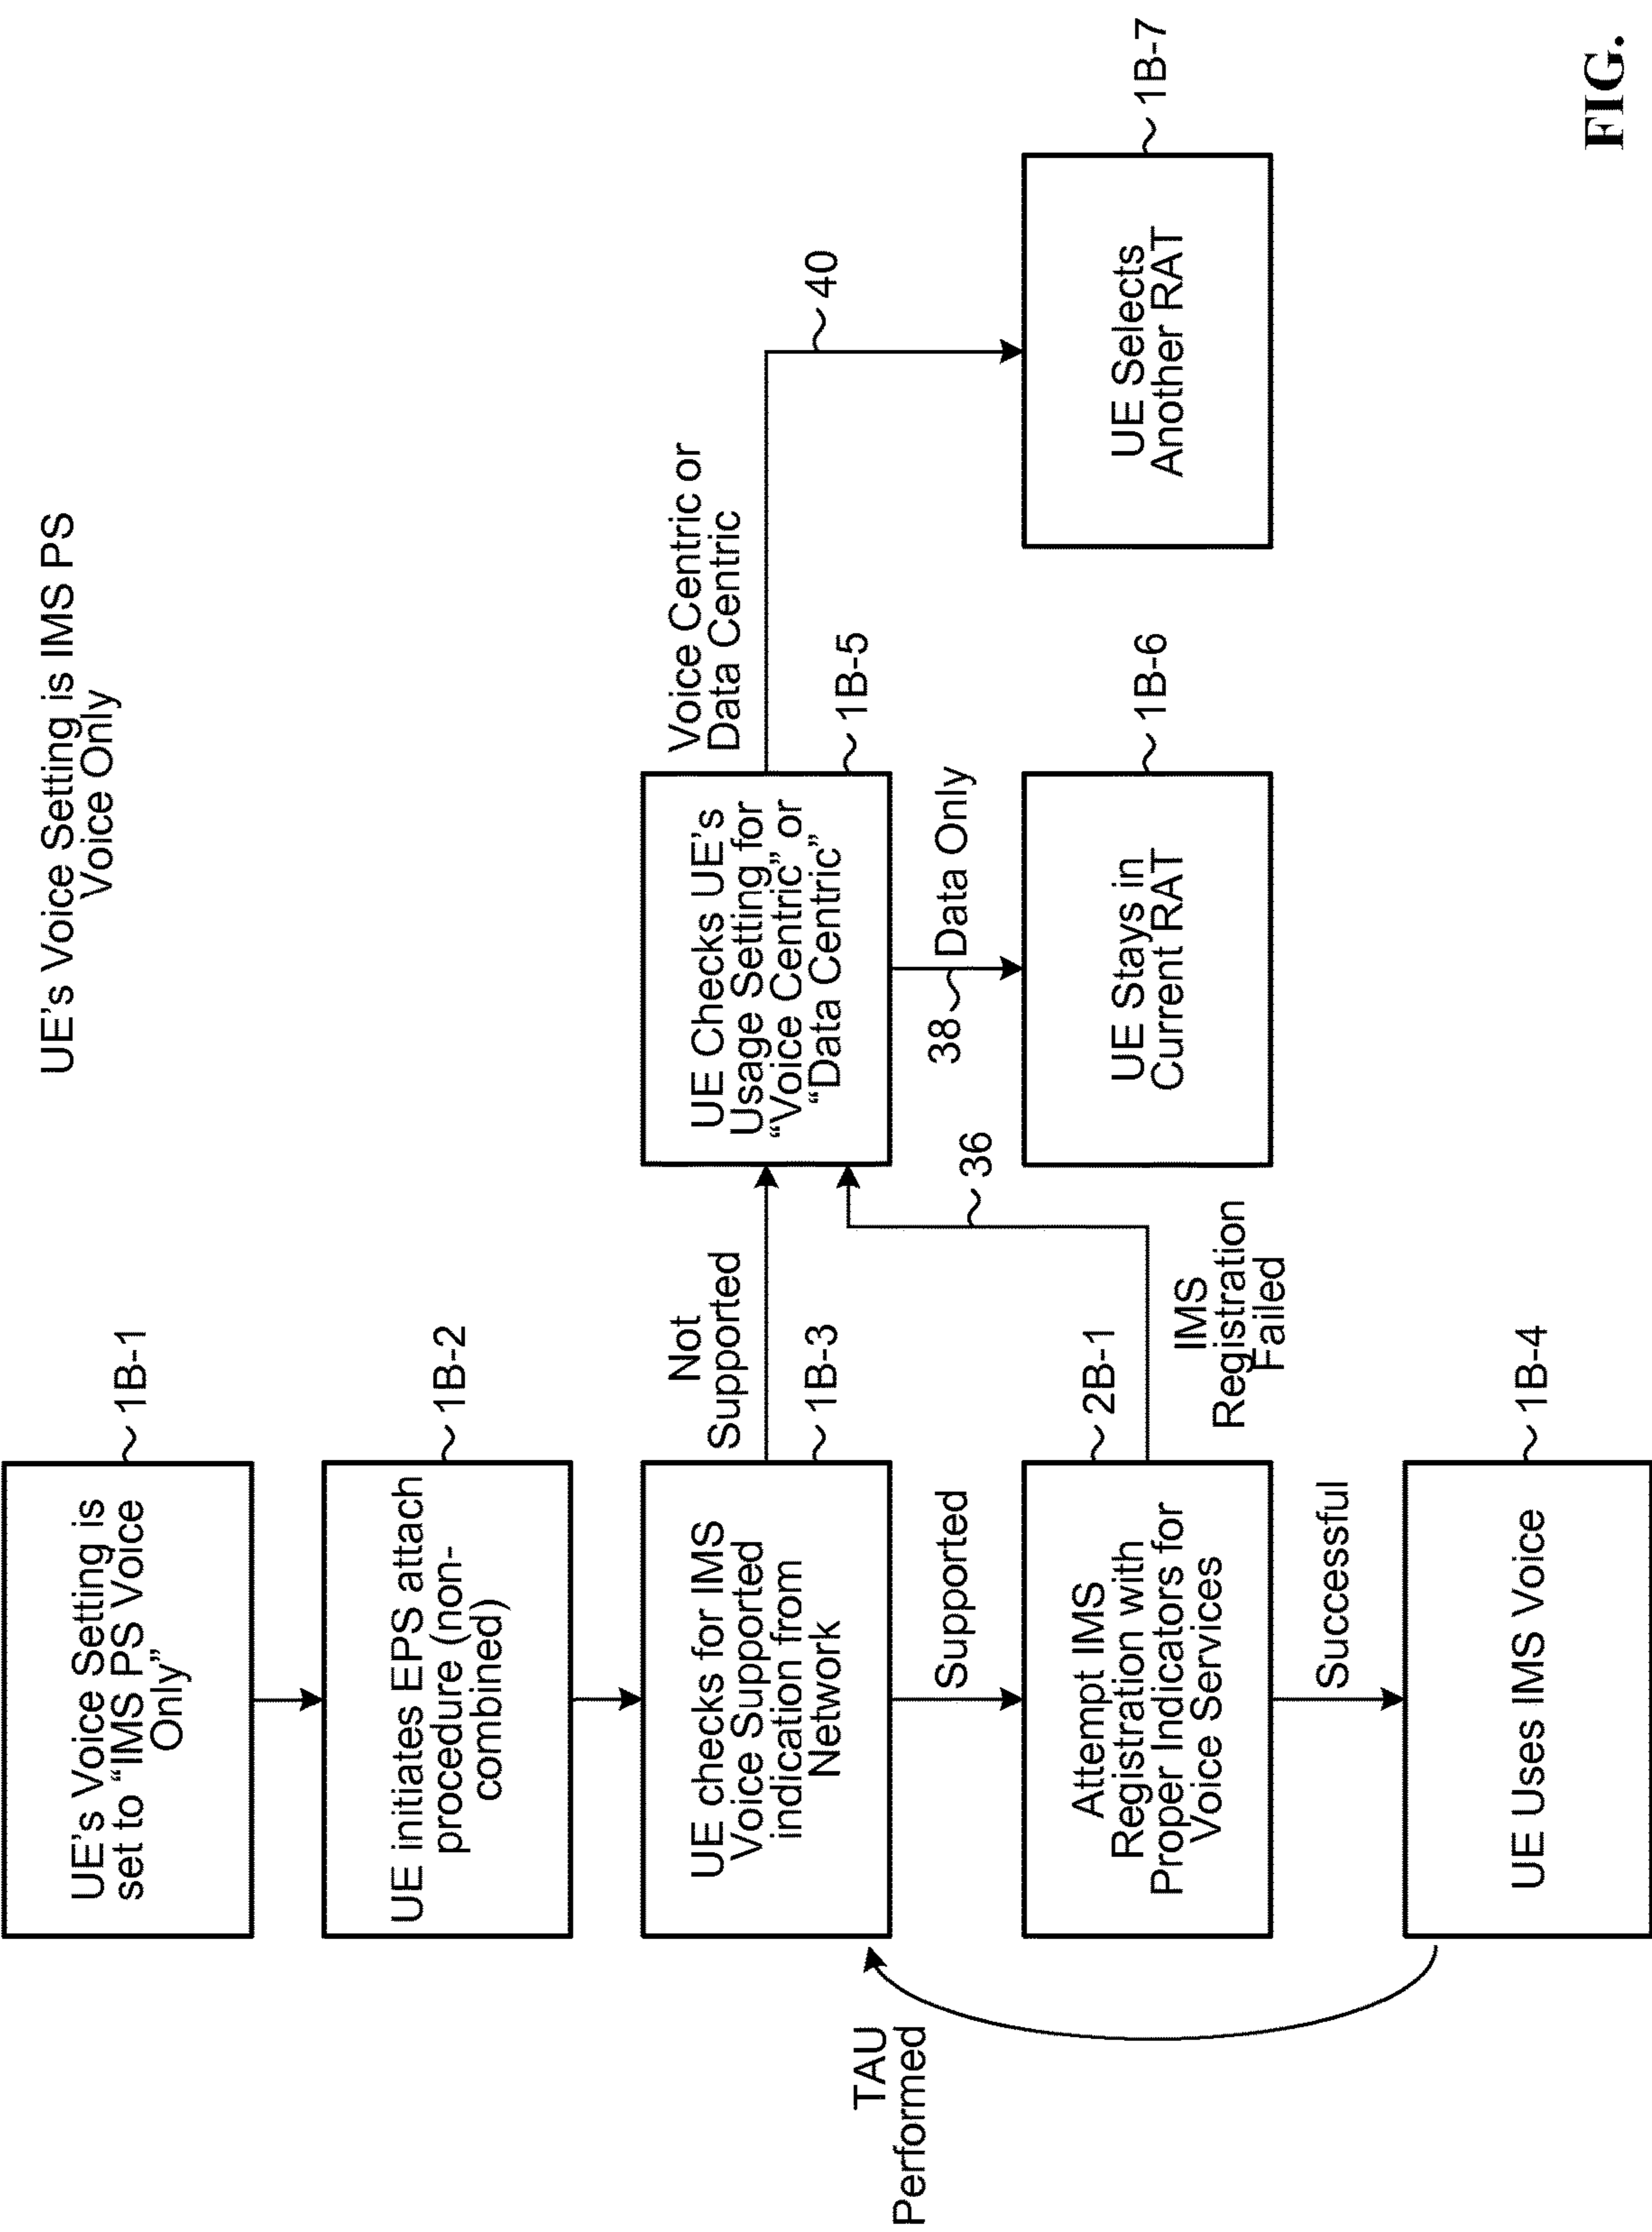 UE's Voice Setting is IMS PS
Voice Only
UE's Voice Setting is
set to “IMS PS Voice
Only”
1B-1
UE initiates EPS attach
procedure (non-
combined)
1B-2
UE checks for IMS
Voice Supported
indication from
Network
1B-3
Not
Supported
UE Checks UE's
Usage Setting for
“Voice Centric” or
“Data Centric”
1B-5
Voice Centric or
Data Centric
40
TAU
Performed
Supported
36
38
Data Only
Attempt IMS
Registration with
Proper Indicators for
Voice Services
2B-1
IMS
Registration
Failed
UE Stays in
Current RAT
1B-6
UE Selects
Another RAT
1B-7
Successful
UE Uses IMS Voice
1B-4
FIG.